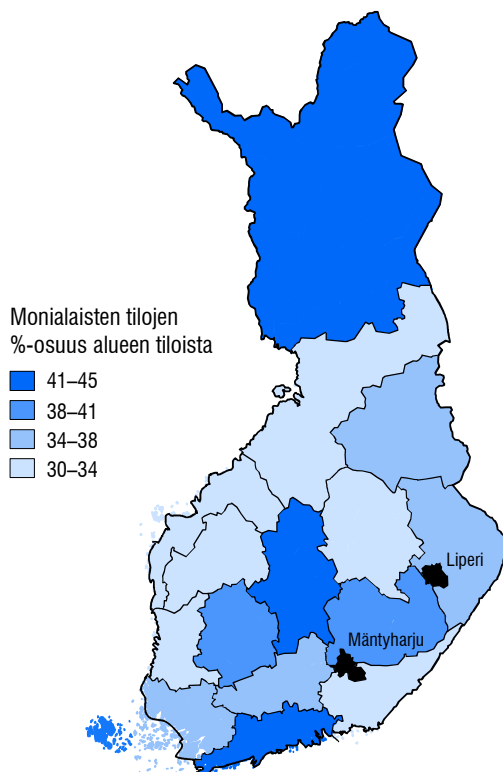 Monialaisten tilojen
%-osuus alueen tiloista
41–45
38–41
34–38
30–34
Liperi
Mäntyharju